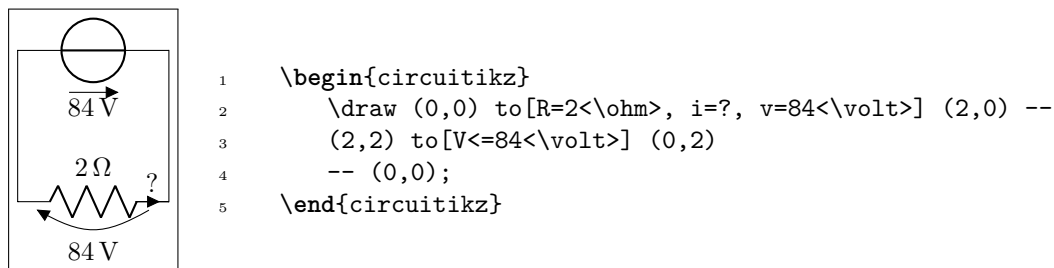 84 V
2 Ω
?
84 V
1 \begin{circuitikz}
2 \draw (0,0) to[R=2<\ohm>, i=?, v=84<\volt>] (2,0) --
3 (2,2) to[V<=84<\volt>] (0,2)
4 -- (0,0);
5 \end{circuitikz}